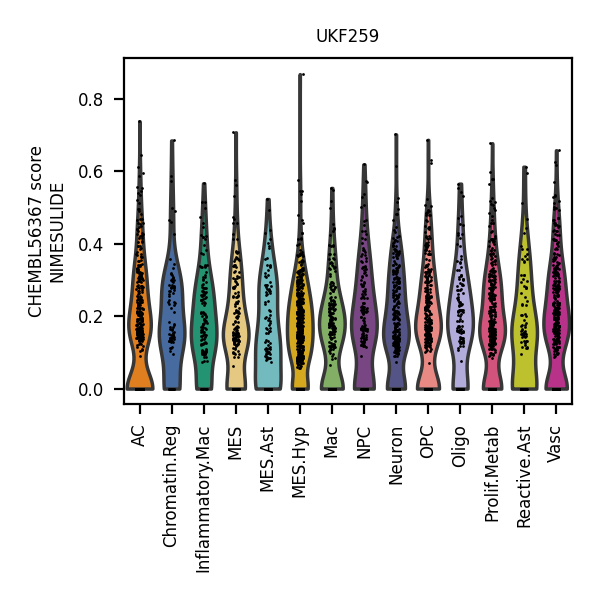 UKF259
CHEMBL56367 score
NIMESULIDE
0.8
0.6
0.4
0.2
0.0
AC
Chromatin.Reg
Inflammatory.Mac
MES
MES.Ast
MES.Hyp
Mac
NPC
Neuron
OPC
Oligo
Prolif.Metab
Reactive.Ast
Vasc